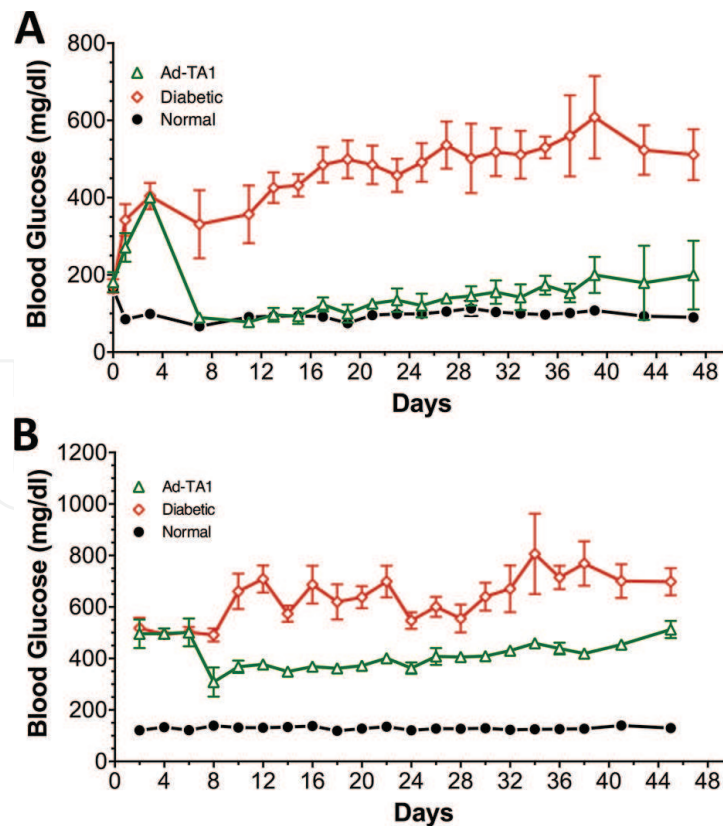 A
Blood Glucose (mg/dl)
800
600
400
200
0
Ad-TA1
Diabetic
Normal
0 4 8 12 16 20 24 28 32 36 40 44 48
Days
B
Blood Glucose (mg/dl)
1200
1000
800
600
400
200
0
Ad-TA1
Diabetic
Normal
0 4 8 12 16 20 24 28 32 36 40 44 48
Days